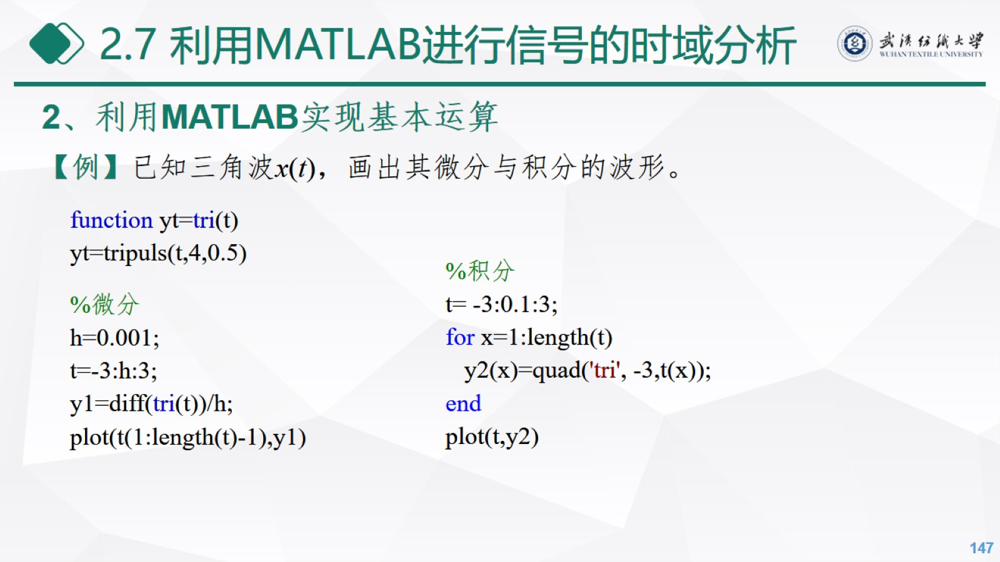 2.7 利用MATLAB进行信号的时域分析
武汉纺织大学
WUHAN TEXTILE UNIVERSITY
2、利用MATLAB实现基本运算
【例】已知三角波x(t)，画出其微分与积分的波形。
function yt=tri(t)
yt=tripuls(t,4,0.5)
%微分
h=0.001;
t=-3:h:3;
y1=diff(tri(t))/h;
plot(t(1:length(t)-1),y1)
%积分
t= -3:0.1:3;
for x=1:length(t)
y2(x)=quad('tri', -3,t(x));
end
plot(t,y2)
147